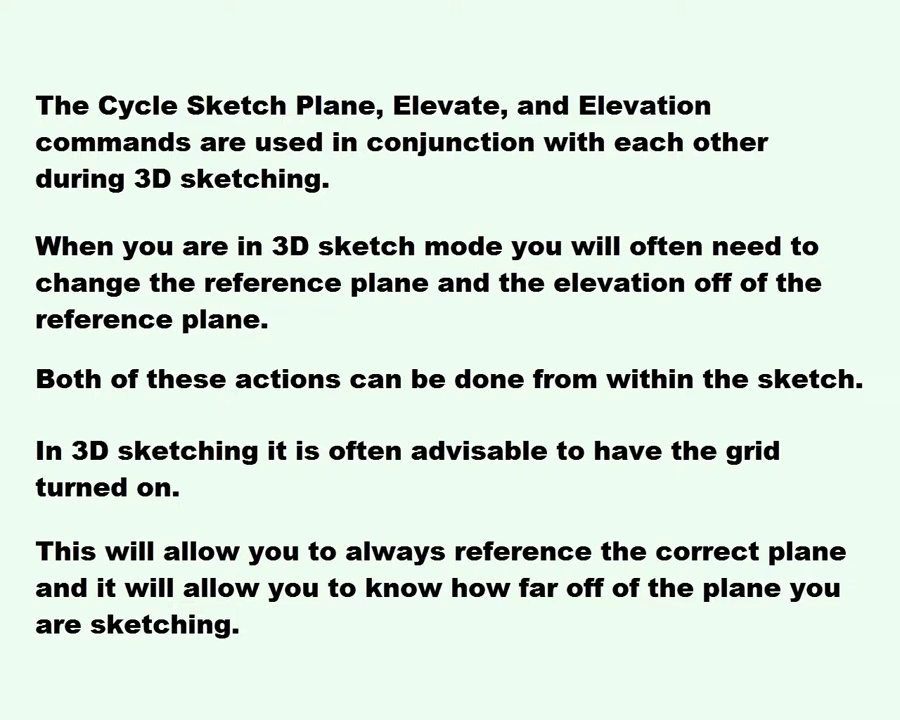 The Cycle Sketch Plane, Elevate, and Elevation
commands are used in conjunction with each other
during 3D sketching.
When you are in 3D sketch mode you will often need to
change the reference plane and the elevation off of the
reference plane.
Both of these actions can be done from within the sketch.
In 3D sketching it is often advisable to have the grid
turned on.
This will allow you to always reference the correct plane
and it will allow you to know how far off of the plane you
are sketching.